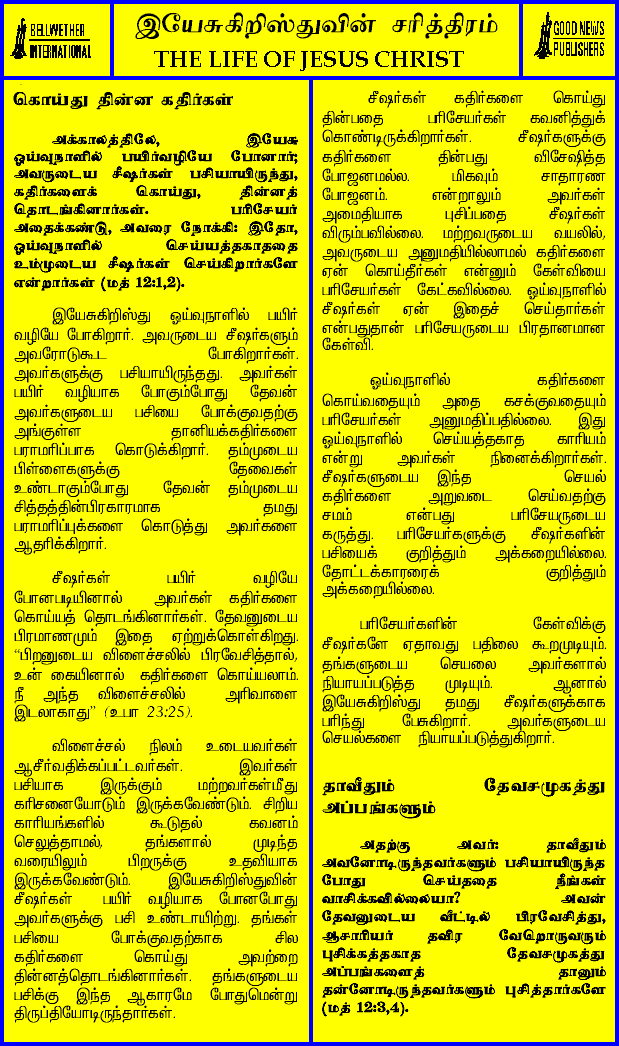 BELLWETHER
INTERNATIONAL
இயேசுகிறிஸ்துவின் சரித்திரம்
THE LIFE OF JESUS CHRIST
GOOD NEWS
PUBLISHERS
கொய்து தின்ன கதிர்கள்
அக்காலத்திலே, இயேசு
ஓய்வுநாளில் பயிர்வழியே போனார்;
அவருடைய சீஷர்கள் பசியாயிருந்து,
கதிர்களைக் கொய்து, தின்னத்
தொடங்கினார்கள். பரிசேயர்
அதைக்கண்டு, அவரை நோக்கி: இதோ,
ஓய்வுநாளில் செய்யத்தகாததை
உம்முடைய சீஷர்கள் செய்கிறார்களே
என்றார்கள் (மத் 12:1,2).
இயேசுகிறிஸ்து ஓய்வுநாளில் பயிர்
வழியே போகிறார். அவருடைய சீஷர்களும்
அவரோடுகூட போகிறார்கள்.
அவர்களுக்கு பசியாயிருந்தது. அவர்கள்
பயிர் வழியாக போகும்போது தேவன்
அவர்களுடைய பசியை போக்குவதற்கு
அங்குள்ள தானியக்கதிர்களை
பராமரிப்பாக கொடுக்கிறார். தம்முடைய
பிள்ளைகளுக்கு தேவைகள்
உண்டாகும்போது தேவன் தம்முடைய
சித்தத்தின்பிரகாரமாக தமது
பராமரிப்புக்களை கொடுத்து அவர்களை
ஆதரிக்கிறார்.
சீஷர்கள் பயிர் வழியே
போனபடியினால் அவர்கள் கதிர்களை
கொய்யத் தொடங்கினார்கள். தேவனுடைய
பிரமாணமும் இதை ஏற்றுக்கொள்கிறது.
“பிறனுடைய விளைச்சலில் பிரவேசித்தால்,
உன் கையினால் கதிர்களை கொய்யலாம்.
நீ அந்த விளைச்சலில் அரிவாளை
இடலாகாது” (உபா 23:25).
விளைச்சல் நிலம் உடையவர்கள்
ஆசீர்வதிக்கப்பட்டவர்கள். இவர்கள்
பசியாக இருக்கும் மற்றவர்கள்மீது
கரிசனையோடும் இருக்கவேண்டும். சிறிய
காரியங்களில் கூடுதல் கவனம்
செலுத்தாமல், தங்களால் முடிந்த
வரையிலும் பிறருக்கு உதவியாக
இருக்கவேண்டும். இயேசுகிறிஸ்துவின்
சீஷர்கள் பயிர் வழியாக போனபோது
அவர்களுக்கு பசி உண்டாயிற்று. தங்கள்
பசியை போக்குவதற்காக சில
கதிர்களை கொய்து அவற்றை
தின்னத்தொடங்கினார்கள். தங்களுடைய
பசிக்கு இந்த ஆகாரமே போதுமென்று
திருப்தியோடிருந்தார்கள்.
சீஷர்கள் கதிர்களை கொய்து
தின்பதை பரிசேயர்கள் கவனித்துக்
கொண்டிருக்கிறார்கள். சீஷர்களுக்கு
கதிர்களை தின்பது விசேஷித்த
போஜனமல்ல. மிகவும் சாதாரண
போஜனம். என்றாலும் அவர்கள்
அமைதியாக புசிப்பதை சீஷர்கள்
விரும்பவில்லை. மற்றவருடைய வயலில்,
அவருடைய அனுமதியில்லாமல் கதிர்களை
ஏன் கொய்தீர்கள் என்னும் கேள்வியை
பரிசேயர்கள் கேட்கவில்லை. ஓய்வுநாளில்
சீஷர்கள் ஏன் இதைச் செய்தார்கள்
என்பதுதான் பரிசேயருடைய பிரதானமான
கேள்வி.
ஓய்வுநாளில் கதிர்களை
கொய்வதையும் அதை கசக்குவதையும்
பரிசேயர்கள் அனுமதிப்பதில்லை. இது
ஓய்வுநாளில் செய்யத்தகாத காரியம்
என்று அவர்கள் நினைக்கிறார்கள்.
சீஷர்களுடைய இந்த செயல்
கதிர்களை அறுவடை செய்வதற்கு
சமம் என்பது பரிசேயருடைய
கருத்து. பரிசேயர்களுக்கு சீஷர்களின்
பசியைக் குறித்தும் அக்கறையில்லை.
தோட்டக்காரரைக் குறித்தும்
அக்கறையில்லை.
பரிசேயர்களின் கேள்விக்கு
சீஷர்களே ஏதாவது பதிலை கூறமுடியும்.
தங்களுடைய செயலை அவர்களால்
நியாயப்படுத்த முடியும். ஆனால்
இயேசுகிறிஸ்து தமது சீஷர்களுக்காக
பரிந்து பேசுகிறார். அவர்களுடைய
செயல்களை நியாயப்படுத்துகிறார்.
தாவீதும் தேவசமுகத்து
அப்பங்களும்
அதற்கு அவர்: தாவீதும்
அவனோடிருந்தவர்களும் பசியாயிருந்த
போது செய்ததை நீங்கள்
வாசிக்கவில்லையா? அவன்
தேவனுடைய வீட்டில் பிரவேசித்து,
ஆசாரியர் தவிர வேறொருவரும்
புசிக்கத்தகாத தேவசமுகத்து
அப்பங்களைத் தானும்
தன்னோடிருந்தவர்களும் புசித்தார்களே
(மத் 12:3,4).